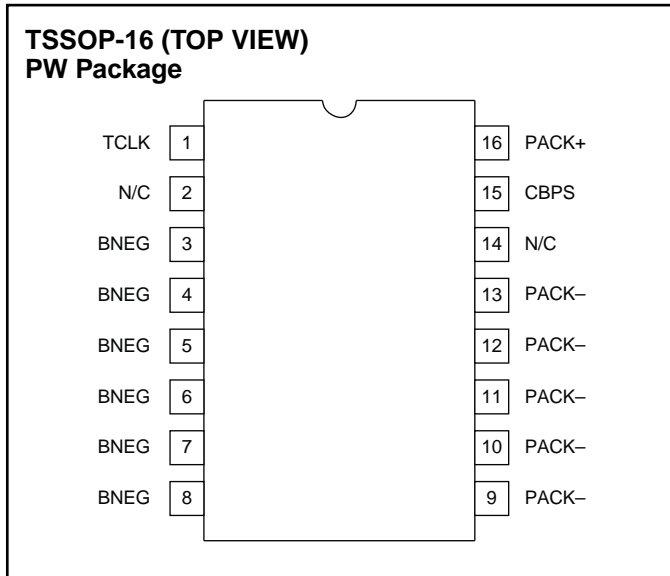 TSSOP-16 (TOP VIEW)
PW Package
TCLK 1 16 PACK+
N/C 2 15 CBPS
BNEG 3 14 N/C
BNEG 4 13 PACK–
BNEG 5 12 PACK–
BNEG 6 11 PACK–
BNEG 7 10 PACK–
BNEG 8 9 PACK–